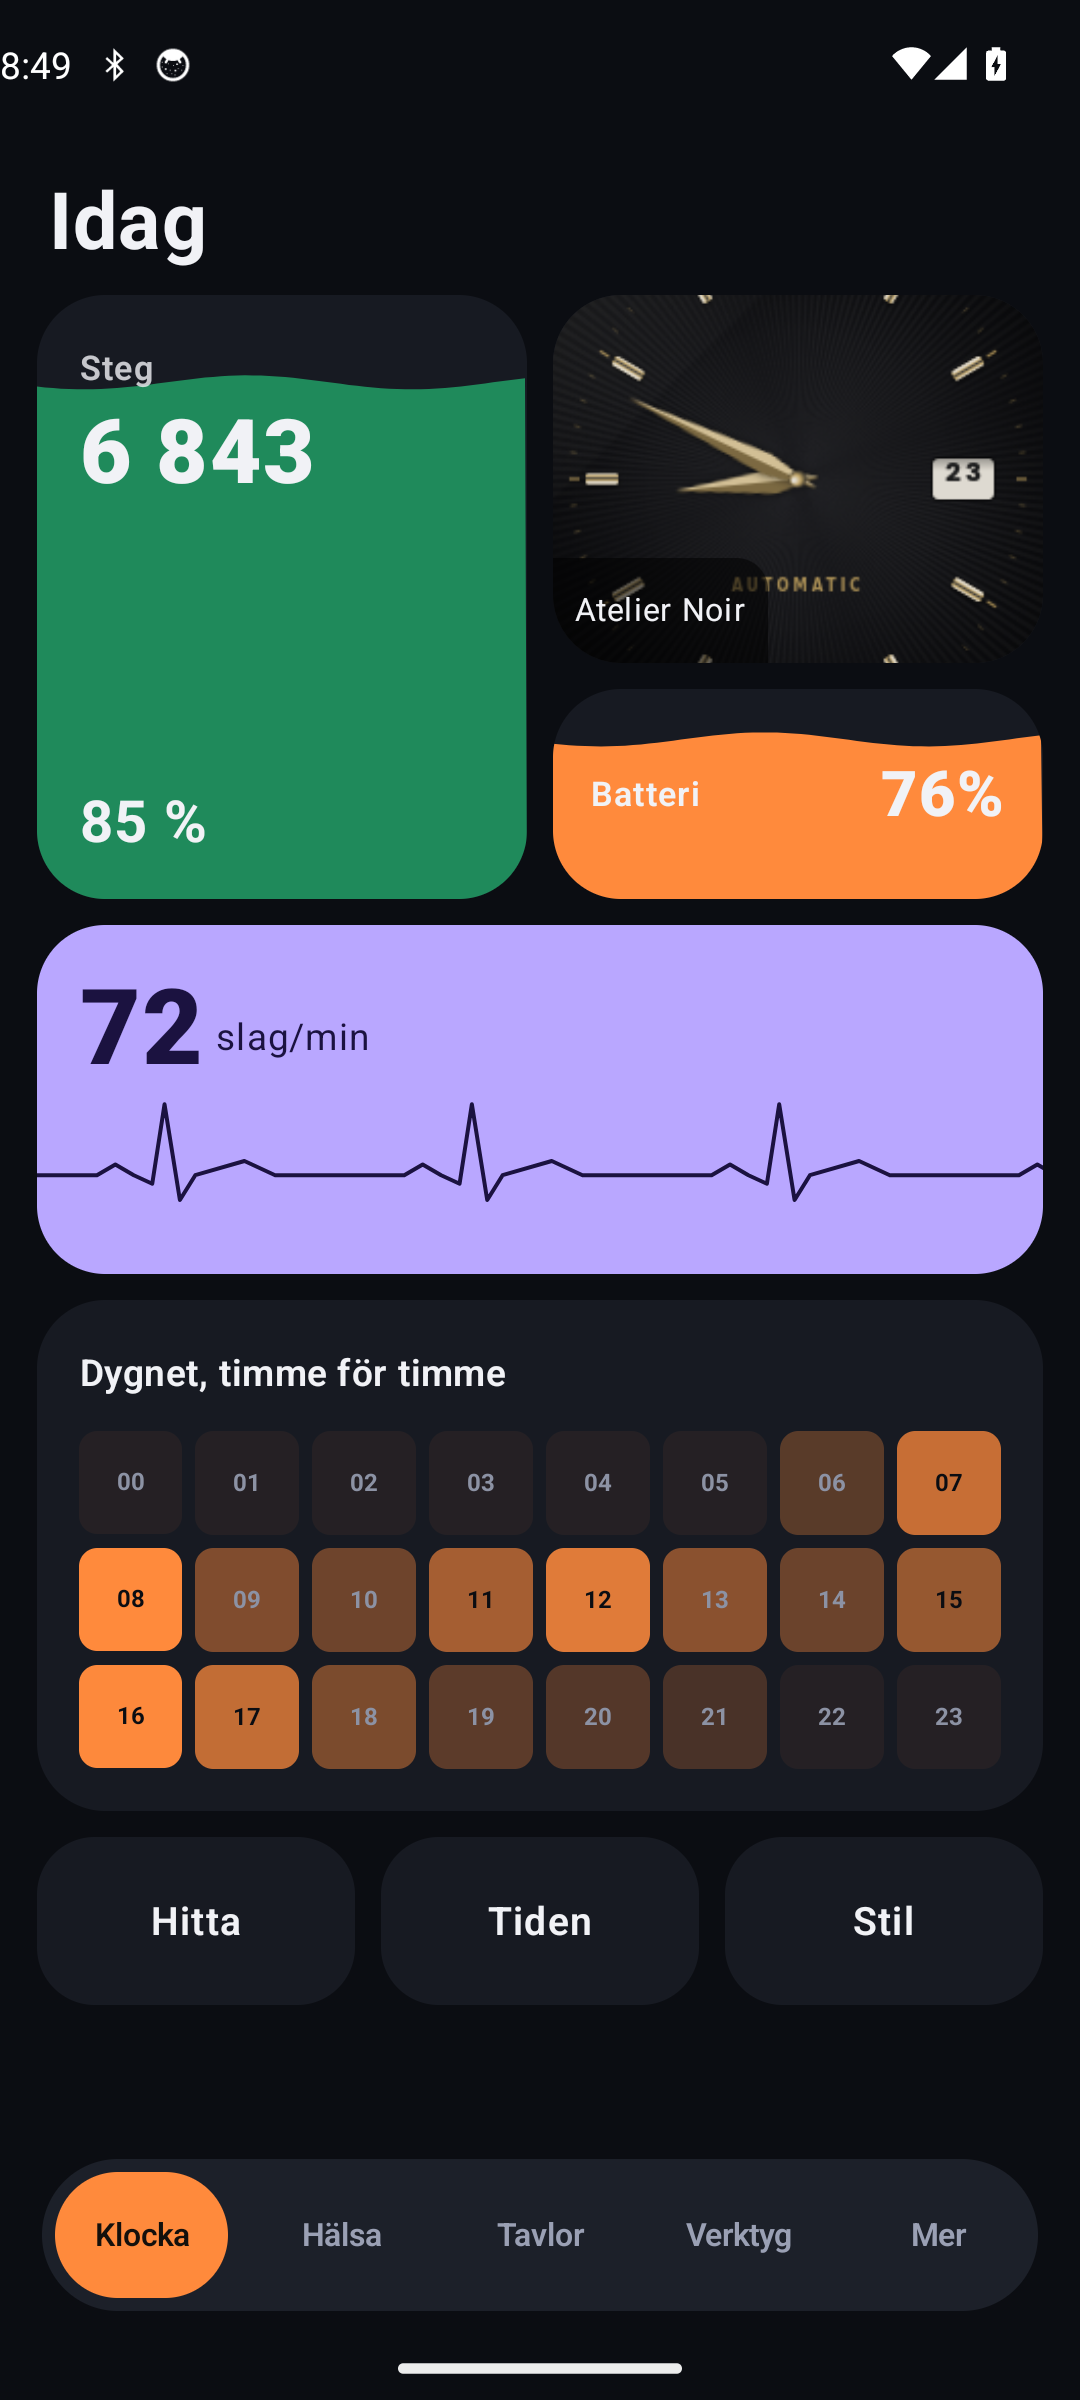 8:49
Idag
Steg
6 843
85 %
23
AUTOMATIC
Atelier Noir
Batteri
76%
72 slag/min
Dygnet, timme för timme
00 01 02 03 04 05 06 07
08 09 10 11 12 13 14 15
16 17 18 19 20 21 22 23
Hitta Tiden Stil
Klocka Hälsa Tavlor Verktyg Mer